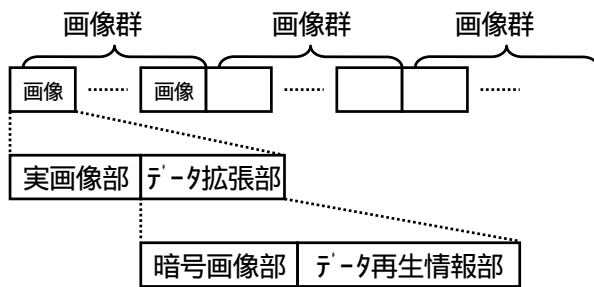 画像群 画像群 画像群
画像 画像
実画像部 ﾃﾞｰﾀ拡張部
暗号画像部 ﾃﾞｰﾀ再生情報部